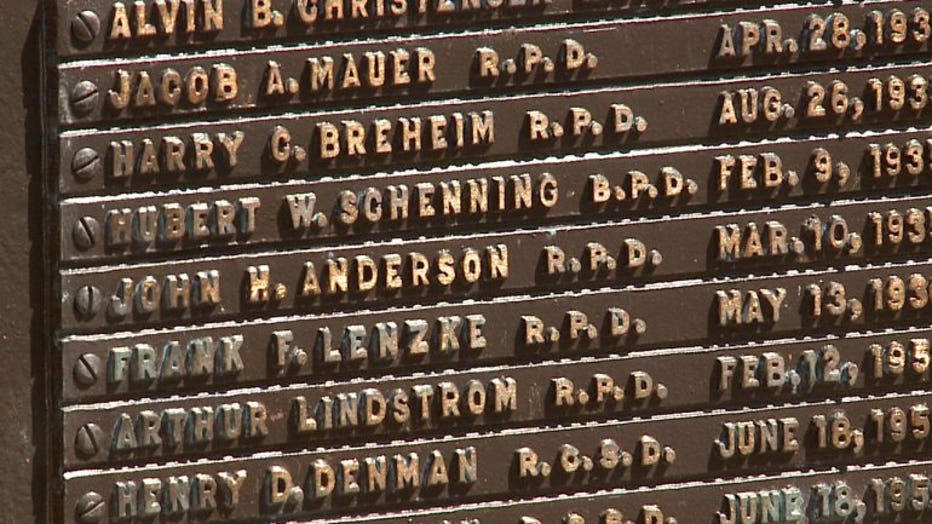 ALVIN B. CHRISTENSEN
JACOB A. MAUER R.P.D. APR. 28, 193
HARRY C. BREHEIM R.P.D. AUG. 26, 193
HUBERT W. SCHENNING B.P.D. FEB. 9, 193
JOHN H. ANDERSON R.P.D. MAR. 10, 193
FRANK F. LENZKE R.P.D. MAY 13, 193
ARTHUR LINDSTROM R.P.D. FEB. 12, 195
HENRY D. DENMAN R.C.S.D. JUNE 18, 195
JUNE 18, 195